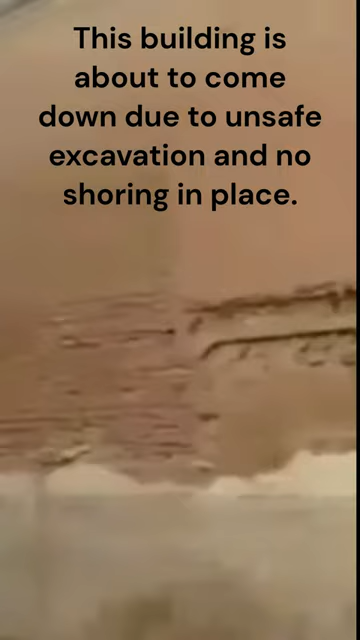 This building is
about to come
down due to unsafe
excavation and no
shoring in place.